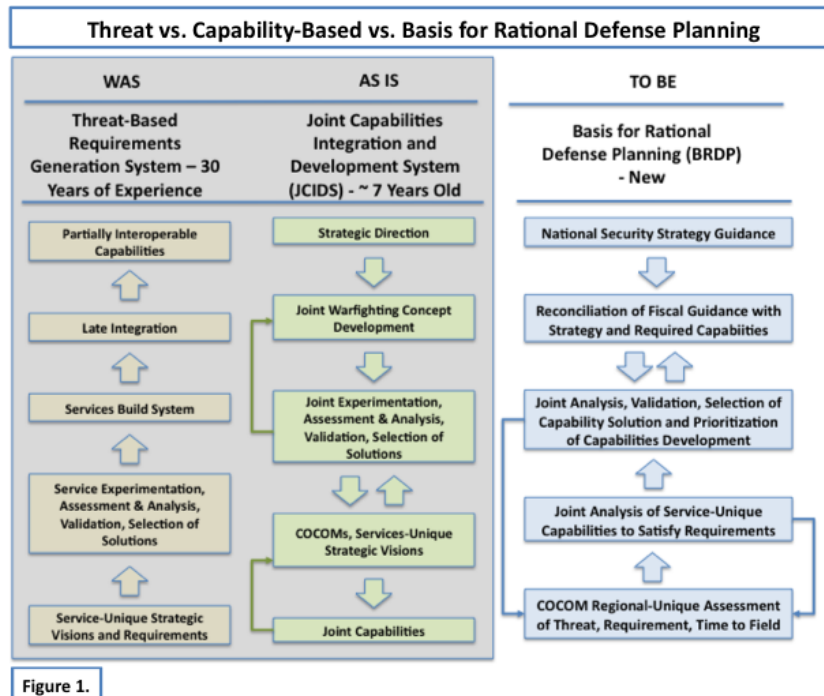 Threat vs. Capability-Based vs. Basis for Rational Defense Planning
WAS
Threat-Based
Requirements
Generation System – 30
Years of Experience
Partially Interoperable
Capabilities
Late Integration
Services Build System
Service Experimentation,
Assessment & Analysis,
Validation, Selection of
Solutions
Service-Unique Strategic
Visions and Requirements
AS IS
Joint Capabilities
Integration and
Development System
(JCIDS) - ~ 7 Years Old
Strategic Direction
Joint Warfighting Concept
Development
Joint Experimentation,
Assessment & Analysis,
Validation, Selection of
Solutions
COCOMs, Services-Unique
Strategic Visions
Joint Capabilities
TO BE
Basis for Rational
Defense Planning (BRDP)
- New
National Security Strategy Guidance
Reconciliation of Fiscal Guidance with
Strategy and Required Capabiities
Joint Analysis, Validation, Selection of
Capability Solution and Prioritization
of Capabilities Development
Joint Analysis of Service-Unique
Capabilities to Satisfy Requirements
COCOM Regional-Unique Assessment
of Threat, Requirement, Time to Field
Figure 1.